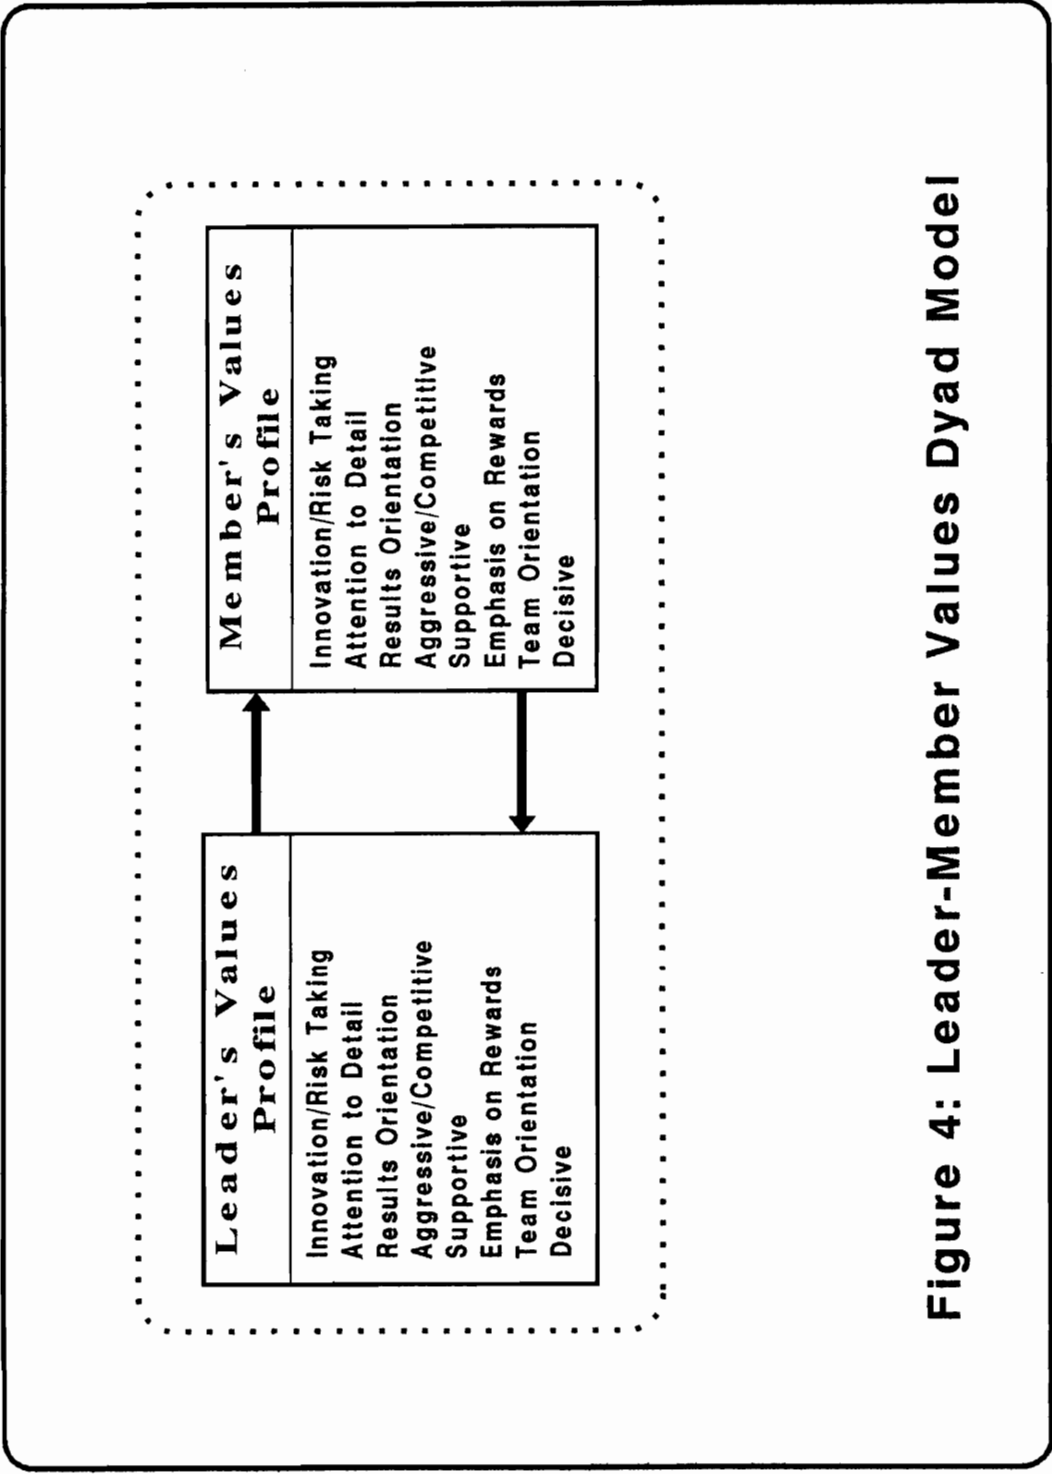 Leader's Values
Profile
Innovation/Risk Taking
Attention to Detail
Results Orientation
Aggressive/Competitive
Supportive
Emphasis on Rewards
Team Orientation
Decisive
Member's Values
Profile
Innovation/Risk Taking
Attention to Detail
Results Orientation
Aggressive/Competitive
Supportive
Emphasis on Rewards
Team Orientation
Decisive
Figure 4: Leader-Member Values Dyad Model